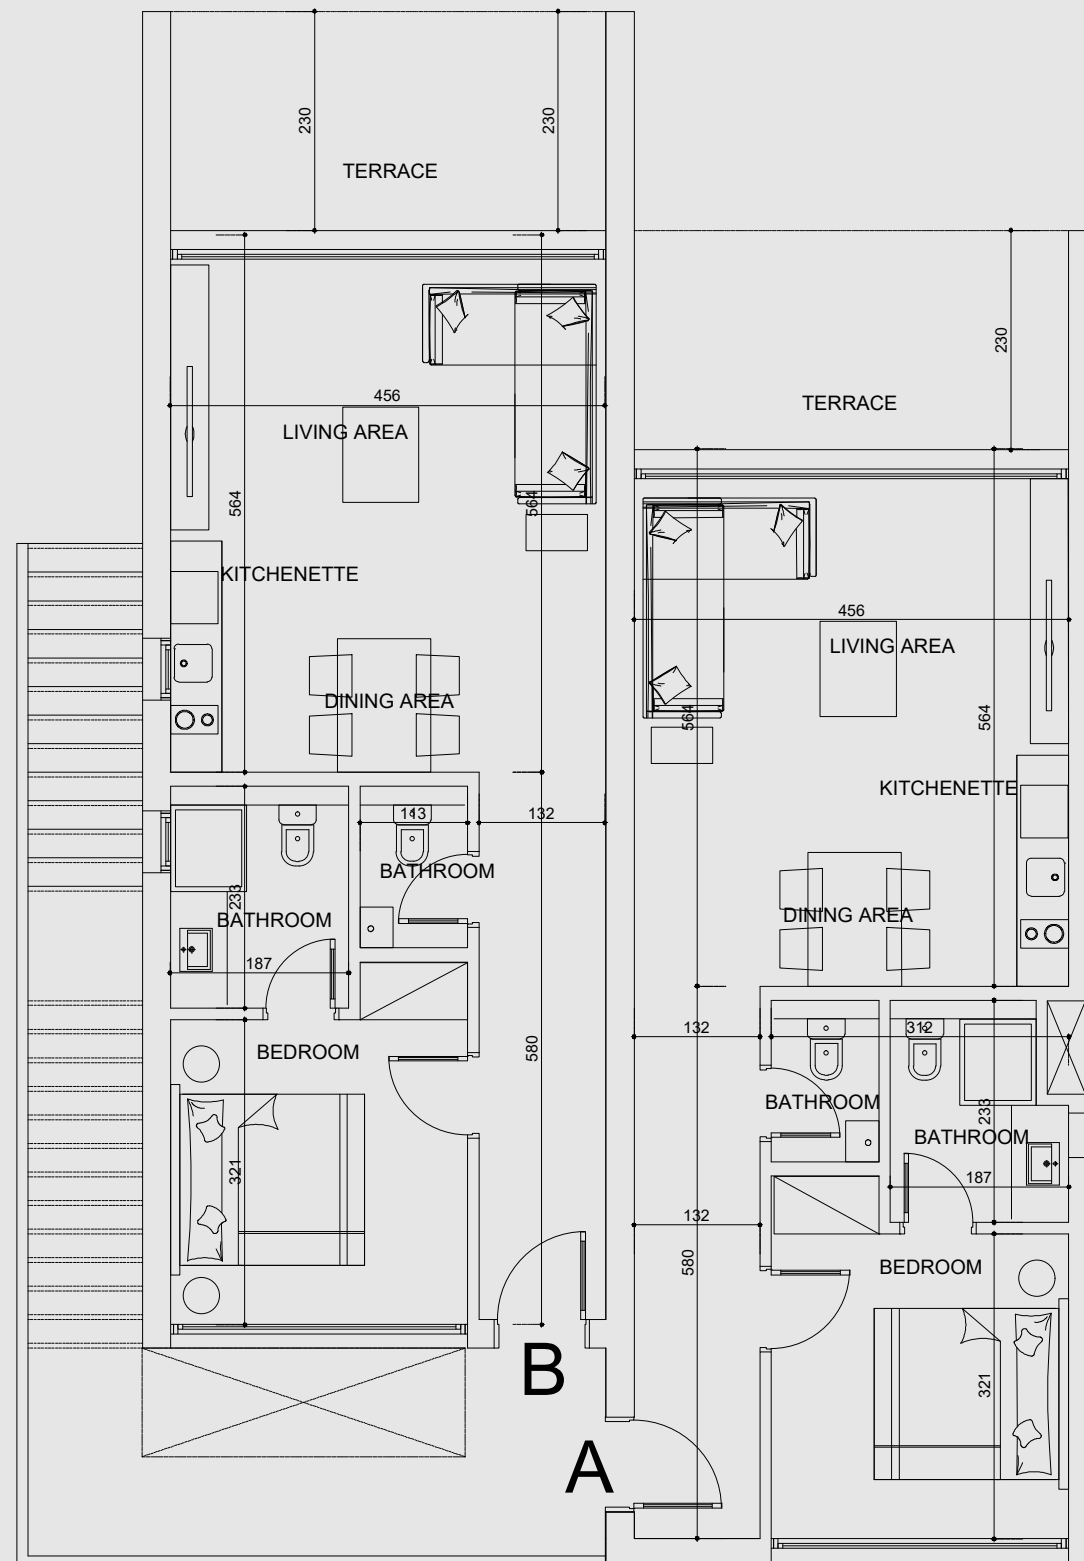 230
230
TERRACE
230
456
TERRACE
LIVING AREA
564
564
KITCHENETTE
456
LIVING AREA
DINING AREA
564
564
KITCHENETTE
113
132
BATHROOM
233
BATHROOM
DINING AREA
187
132
312
580
BEDROOM
BATHROOM
233
BATHROOM
321
187
132
580
BEDROOM
B
321
A